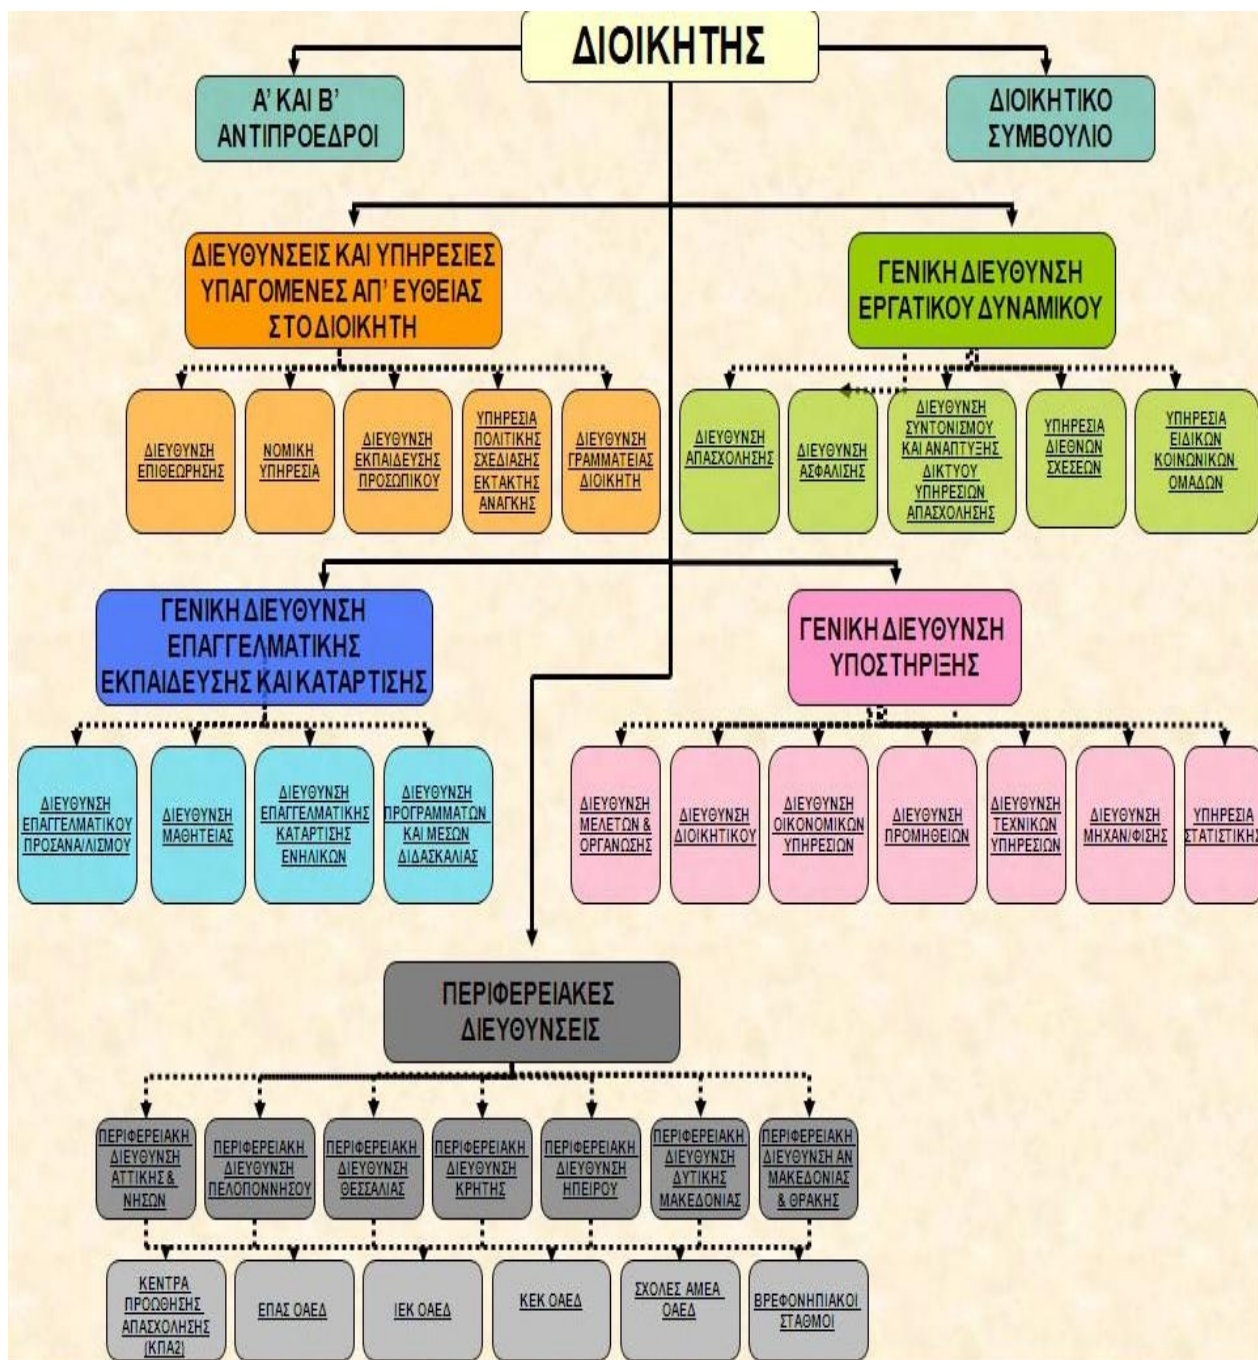 ΔΙΟΙΚΗΤΗΣ
Α' ΚΑΙ Β'
ΑΝΤΙΠΡΟΕΔΡΟΙ
ΔΙΟΙΚΗΤΙΚΟ
ΣΥΜΒΟΥΛΙΟ
ΔΙΕΥΘΥΝΣΕΙΣ ΚΑΙ ΥΠΗΡΕΣΙΕΣ
ΥΠΑΓΟΜΕΝΕΣ ΑΠ' ΕΥΘΕΙΑΣ
ΣΤΟ ΔΙΟΙΚΗΤΗ
ΓΕΝΙΚΗ ΔΙΕΥΘΥΝΣΗ
ΕΡΓΑΤΙΚΟΥ ΔΥΝΑΜΙΚΟΥ
ΔΙΕΥΘΥΝΣΗ
ΕΠΙΘΕΩΡΗΣΗΣ
ΝΟΜΙΚΗ
ΥΠΗΡΕΣΙΑ
ΔΙΕΥΘΥΝΣΗ
ΕΚΠΑΙΔΕΥΣΗΣ
ΠΡΟΣΩΠΙΚΟΥ
ΥΠΗΡΕΣΙΑ
ΠΟΛΙΤΙΚΗΣ
ΣΧΕΔΙΑΣΗΣ
ΕΚΤΑΚΤΗΣ
ΑΝΑΓΚΗΣ
ΔΙΕΥΘΥΝΣΗ
ΓΡΑΜΜΑΤΕΙΑΣ
ΔΙΟΙΚΗΤΗ
ΔΙΕΥΘΥΝΣΗ
ΑΠΑΣΧΟΛΗΣΗΣ
ΔΙΕΥΘΥΝΣΗ
ΑΣΦΑΛΙΣΗΣ
ΔΙΕΥΘΥΝΣΗ
ΣΥΝΤΟΝΙΣΜΟΥ
ΚΑΙ ΑΝΑΠΤΥΞΗΣ
ΔΙΚΤΥΟΥ
ΥΠΗΡΕΣΙΩΝ
ΑΠΑΣΧΟΛΗΣΗΣ
ΥΠΗΡΕΣΙΑ
ΔΙΕΘΝΩΝ
ΣΧΕΣΕΩΝ
ΥΠΗΡΕΣΙΑ
ΕΙΔΙΚΩΝ
ΚΟΙΝΩΝΙΚΩΝ
ΟΜΑΔΩΝ
ΓΕΝΙΚΗ ΔΙΕΥΘΥΝΣΗ
ΕΠΑΓΓΕΛΜΑΤΙΚΗΣ
ΕΚΠΑΙΔΕΥΣΗΣ ΚΑΙ ΚΑΤΑΡΤΙΣΗΣ
ΓΕΝΙΚΗ ΔΙΕΥΘΥΝΣΗ
ΥΠΟΣΤΗΡΙΞΗΣ
ΔΙΕΥΘΥΝΣΗ
ΕΠΑΓΓΕΛΜΑΤΙΚΟΥ
ΠΡΟΣΑΝΑ/ΛΙΣΜΟΥ
ΔΙΕΥΘΥΝΣΗ
ΜΑΘΗΤΕΙΑΣ
ΔΙΕΥΘΥΝΣΗ
ΕΠΑΓΓΕΛΜΑΤΙΚΗΣ
ΚΑΤΑΡΤΙΣΗΣ
ΕΝΗΛΙΚΩΝ
ΔΙΕΥΘΥΝΣΗ
ΠΡΟΓΡΑΜΜΑΤΩΝ
ΚΑΙ ΜΕΣΩΝ
ΔΙΔΑΣΚΑΛΙΑΣ
ΔΙΕΥΘΥΝΣΗ
ΜΕΛΕΤΩΝ &
ΟΡΓΑΝΩΣΗΣ
ΔΙΕΥΘΥΝΣΗ
ΔΙΟΙΚΗΤΙΚΟΥ
ΔΙΕΥΘΥΝΣΗ
ΟΙΚΟΝΟΜΙΚΩΝ
ΥΠΗΡΕΣΙΩΝ
ΔΙΕΥΘΥΝΣΗ
ΠΡΟΜΗΘΕΙΩΝ
ΔΙΕΥΘΥΝΣΗ
ΤΕΧΝΙΚΩΝ
ΥΠΗΡΕΣΙΩΝ
ΔΙΕΥΘΥΝΣΗ
ΜΗΧΑΝ/ΦΙΣΗΣ
ΥΠΗΡΕΣΙΑ
ΣΤΑΤΙΣΤΙΚΗΣ
ΠΕΡΙΦΕΡΕΙΑΚΕΣ
ΔΙΕΥΘΥΝΣΕΙΣ
ΠΕΡΙΦΕΡΕΙΑΚΗ
ΔΙΕΥΘΥΝΣΗ
ΑΤΤΙΚΗΣ &
ΝΗΣΩΝ
ΠΕΡΙΦΕΡΕΙΑΚΗ
ΔΙΕΥΘΥΝΣΗ
ΠΕΛΟΠΟΝΝΗΣΟΥ
ΠΕΡΙΦΕΡΕΙΑΚΗ
ΔΙΕΥΘΥΝΣΗ
ΘΕΣΣΑΛΙΑΣ
ΠΕΡΙΦΕΡΕΙΑΚΗ
ΔΙΕΥΘΥΝΣΗ
ΚΡΗΤΗΣ
ΠΕΡΙΦΕΡΕΙΑΚΗ
ΔΙΕΥΘΥΝΣΗ
ΗΠΕΙΡΟΥ
ΠΕΡΙΦΕΡΕΙΑΚΗ
ΔΙΕΥΘΥΝΣΗ
ΔΥΤΙΚΗΣ
ΜΑΚΕΔΟΝΙΑΣ
ΠΕΡΙΦΕΡΕΙΑΚΗ
ΔΙΕΥΘΥΝΣΗ ΑΝ
ΜΑΚΕΔΟΝΙΑΣ
& ΘΡΑΚΗΣ
ΚΕΝΤΡΑ
ΠΡΟΩΘΗΣΗΣ
ΑΠΑΣΧΟΛΗΣΗΣ
(ΚΠΑ2)
ΕΠΑΣ ΟΑΕΔ
ΙΕΚ ΟΑΕΔ
ΚΕΚ ΟΑΕΔ
ΣΧΟΛΕΣ ΑΜΕΑ
ΟΑΕΔ
ΒΡΕΦΟΝΗΠΙΑΚΟΙ
ΣΤΑΘΜΟΙ